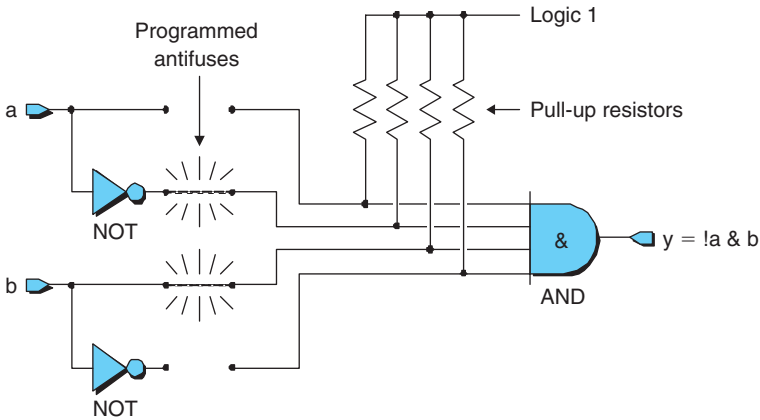 Logic 1
Programmed
antifuses
a
Pull-up resistors
NOT
&
y = !a & b
b
AND
NOT